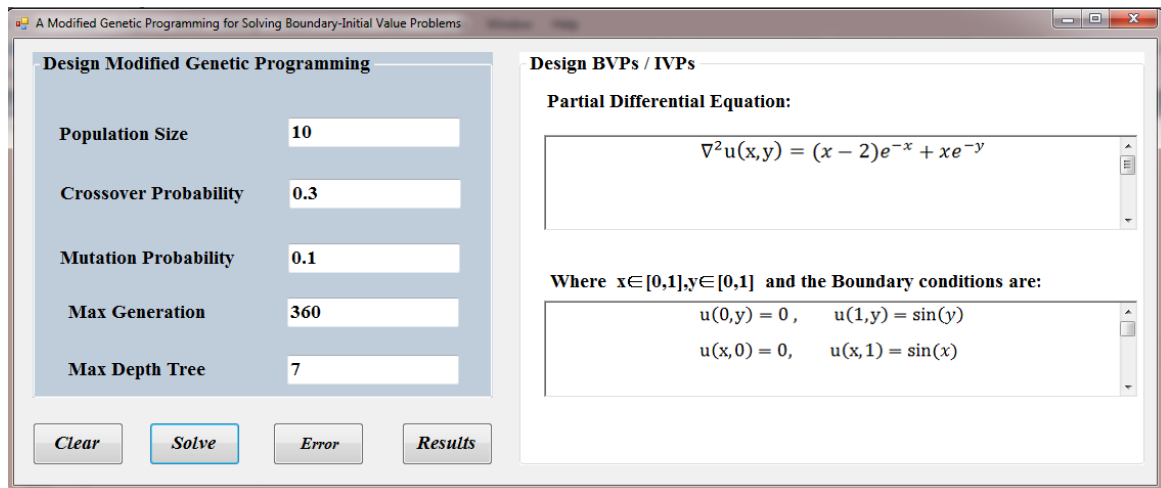 A Modified Genetic Programming for Solving Boundary-Initial Value Problems
Design Modified Genetic Programming
Population Size 10
Crossover Probability 0.3
Mutation Probability 0.1
Max Generation 360
Max Depth Tree 7
Clear Solve Error Results
Design BVPs / IVPs
Partial Differential Equation:
∇²u(x,y) = (x − 2)e⁻ˣ + xe⁻ʸ
Where x∈[0,1],y∈[0,1] and the Boundary conditions are:
u(0,y) = 0 , u(1,y) = sin(y)
u(x,0) = 0, u(x,1) = sin(x)